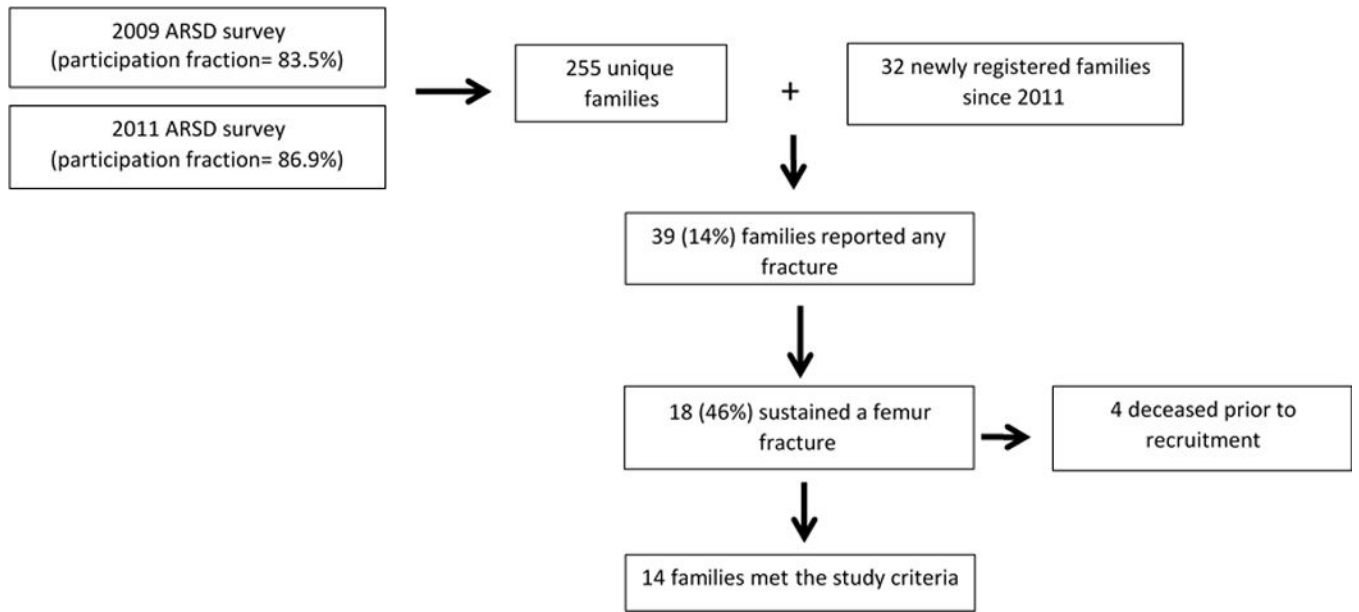 2009 ARSD survey
(participation fraction= 83.5%)
2011 ARSD survey
(participation fraction= 86.9%)
255 unique
families
+
32 newly registered families
since 2011
39 (14%) families reported any
fracture
18 (46%) sustained a femur
fracture
4 deceased prior to
recruitment
14 families met the study criteria